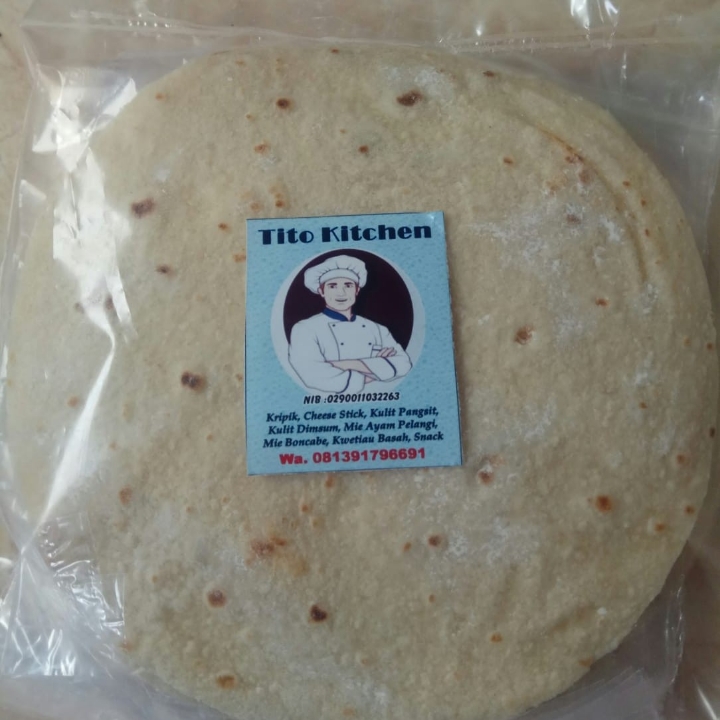 Tito Kitchen
NIB :0290011032263
Kripik, Cheese Stick, Kulit Pangsit,
Kulit Dimsum, Mie Ayam Pelangi,
Mie Boncabe, Kwetiau Basah, Snack
Wa. 081391796691